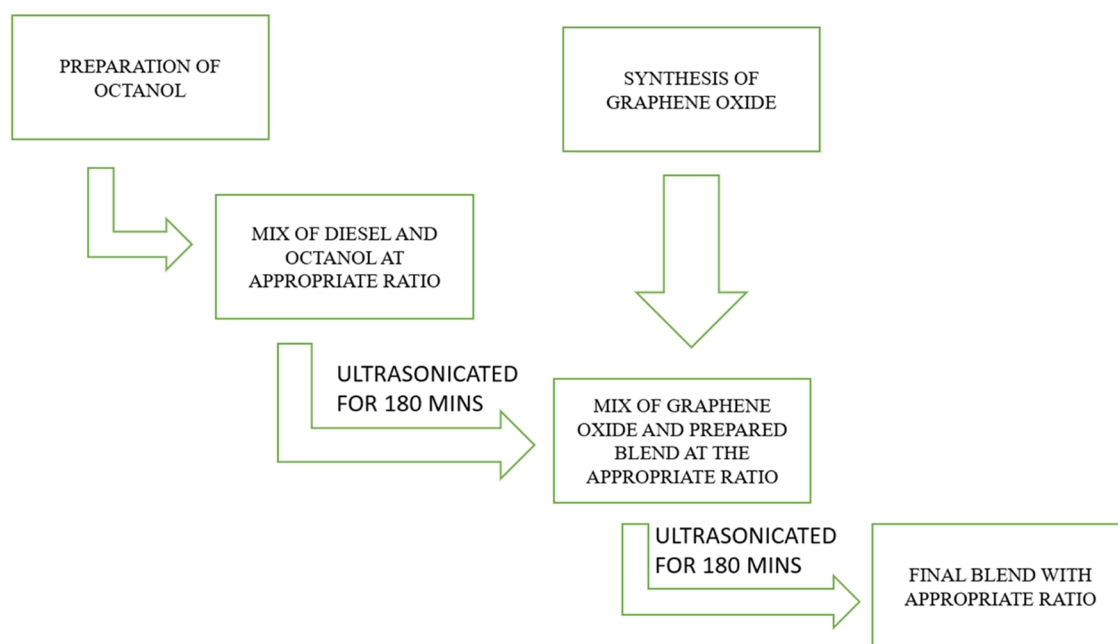 PREPARATION OF
OCTANOL
SYNTHESIS OF
GRAPHENE OXIDE
MIX OF DIESEL AND
OCTANOL AT
APPROPRIATE RATIO
ULTRASONICATED
FOR 180 MINS
MIX OF GRAPHENE
OXIDE AND PREPARED
BLEND AT THE
APPROPRIATE RATIO
ULTRASONICATED
FOR 180 MINS
FINAL BLEND WITH
APPROPRIATE RATIO